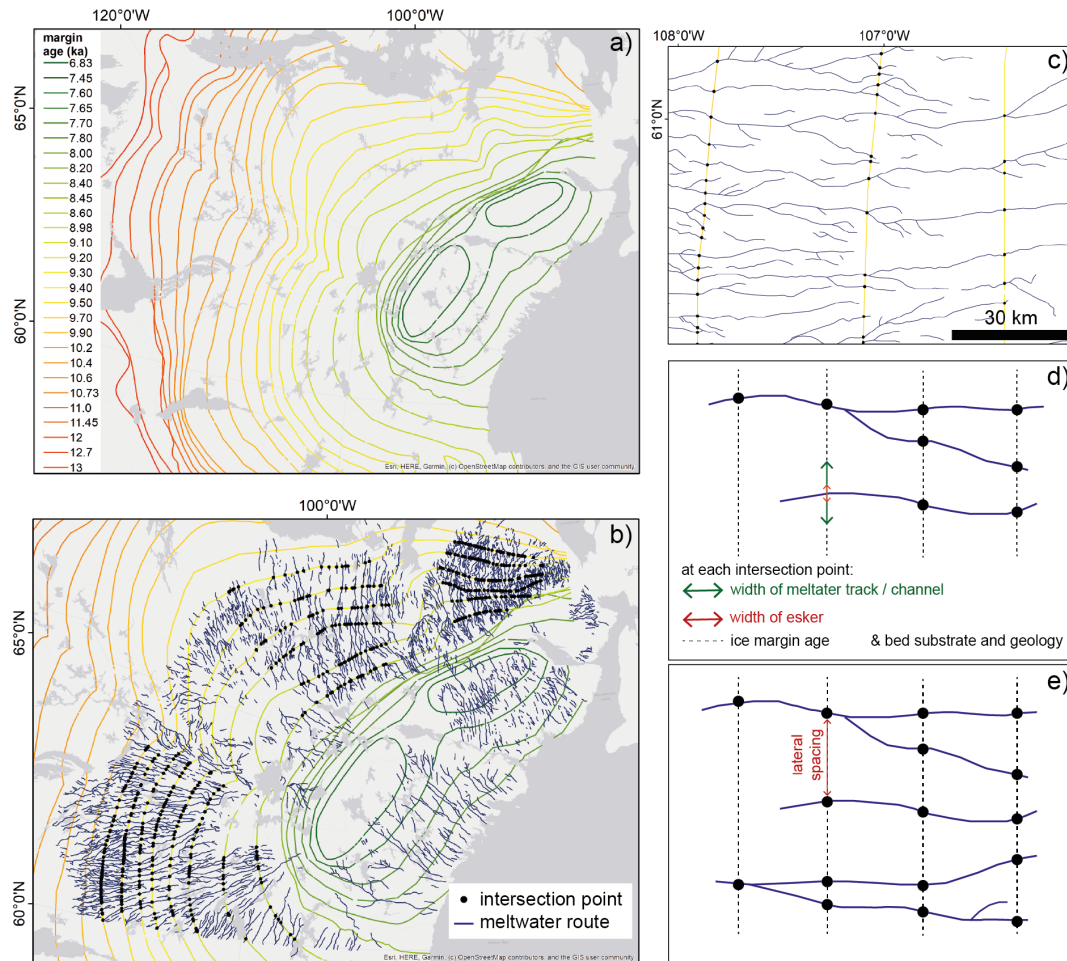 120°0'W
100°0'W
a)
margin
age (ka)
6.83
7.45
7.60
7.65
7.70
7.80
8.00
8.20
8.40
8.45
8.60
8.98
9.10
9.20
9.30
9.40
9.50
9.70
9.90
10.2
10.4
10.6
10.73
11.0
11.45
12
12.7
13
65°0'N
60°0'N
Esri, HERE, Garmin, (c) OpenStreetMap contributors, and the GIS user community
100°0'W
b)
65°0'N
60°0'N
intersection point
meltwater route
Esri, HERE, Garmin, (c) OpenStreetMap contributors, and the GIS user community
108°0'W
107°0'W
c)
61°0'N
30 km
d)
at each intersection point:
width of meltater track / channel
width of esker
ice margin age & bed substrate and geology
e)
lateral
spacing